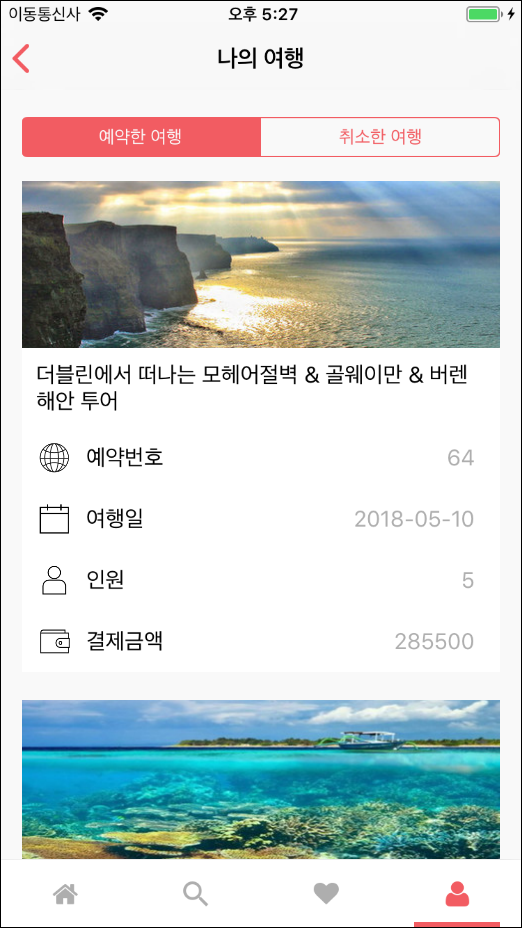 이동통신사 오후 5:27
나의 여행
예약한 여행 취소한 여행
더블린에서 떠나는 모헤어절벽 & 골웨이만 & 버렌
해안 투어
예약번호 64
여행일 2018-05-10
인원 5
결제금액 285500